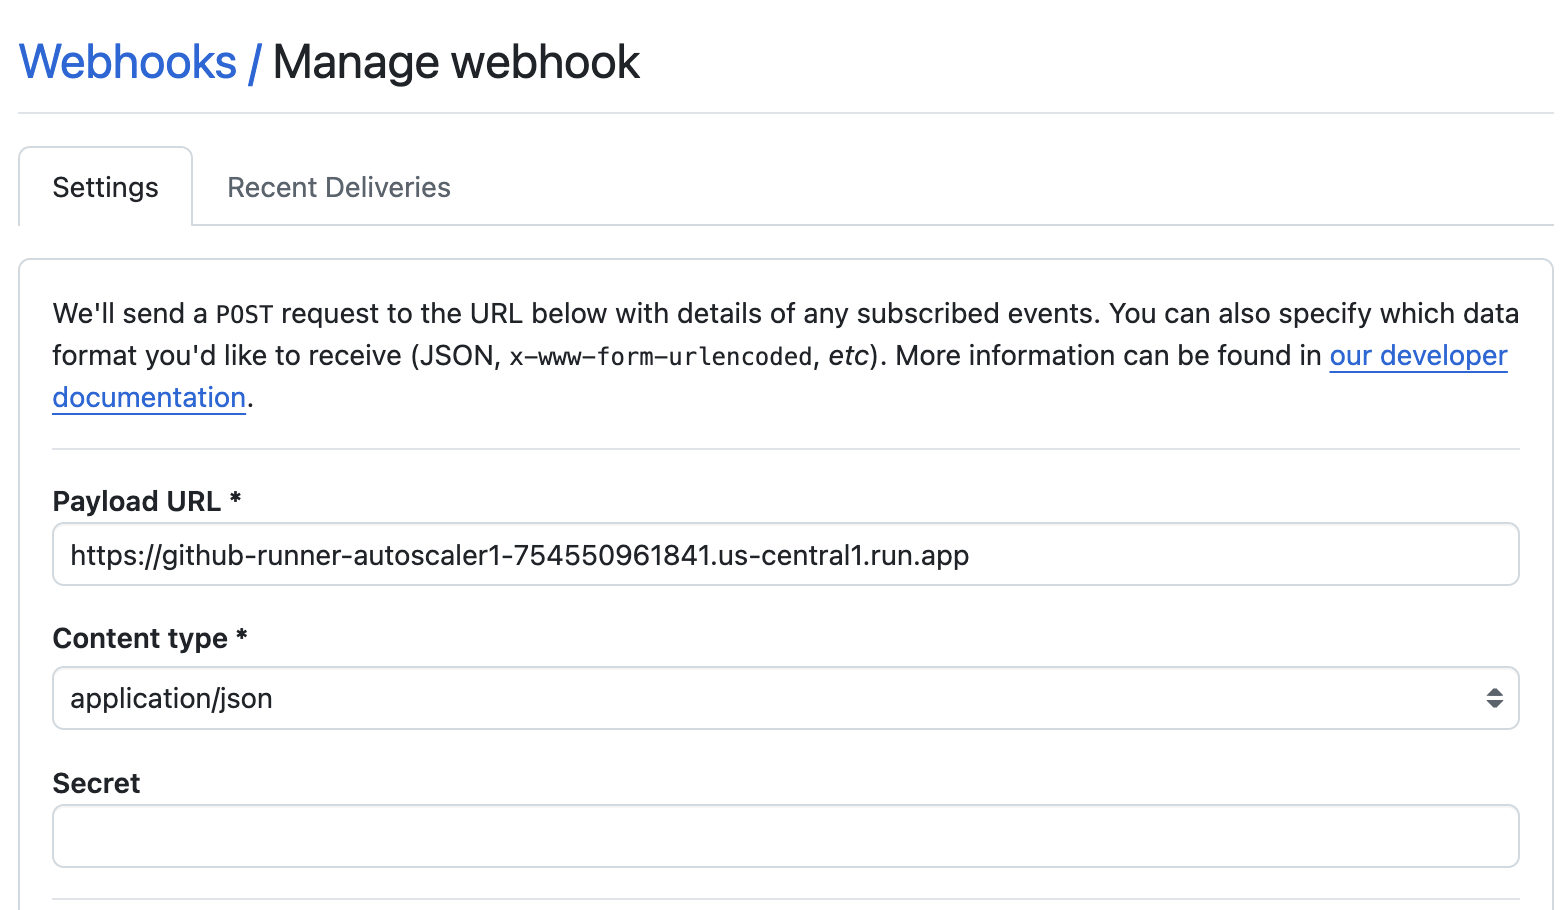 Webhooks / Manage webhook
Settings
Recent Deliveries
We'll send a POST request to the URL below with details of any subscribed events. You can also specify which data
format you'd like to receive (JSON, x-www-form-urlencoded, etc). More information can be found in our developer
documentation.
Payload URL *
https://github-runner-autoscaler1-754550961841.us-central1.run.app
Content type *
application/json
Secret